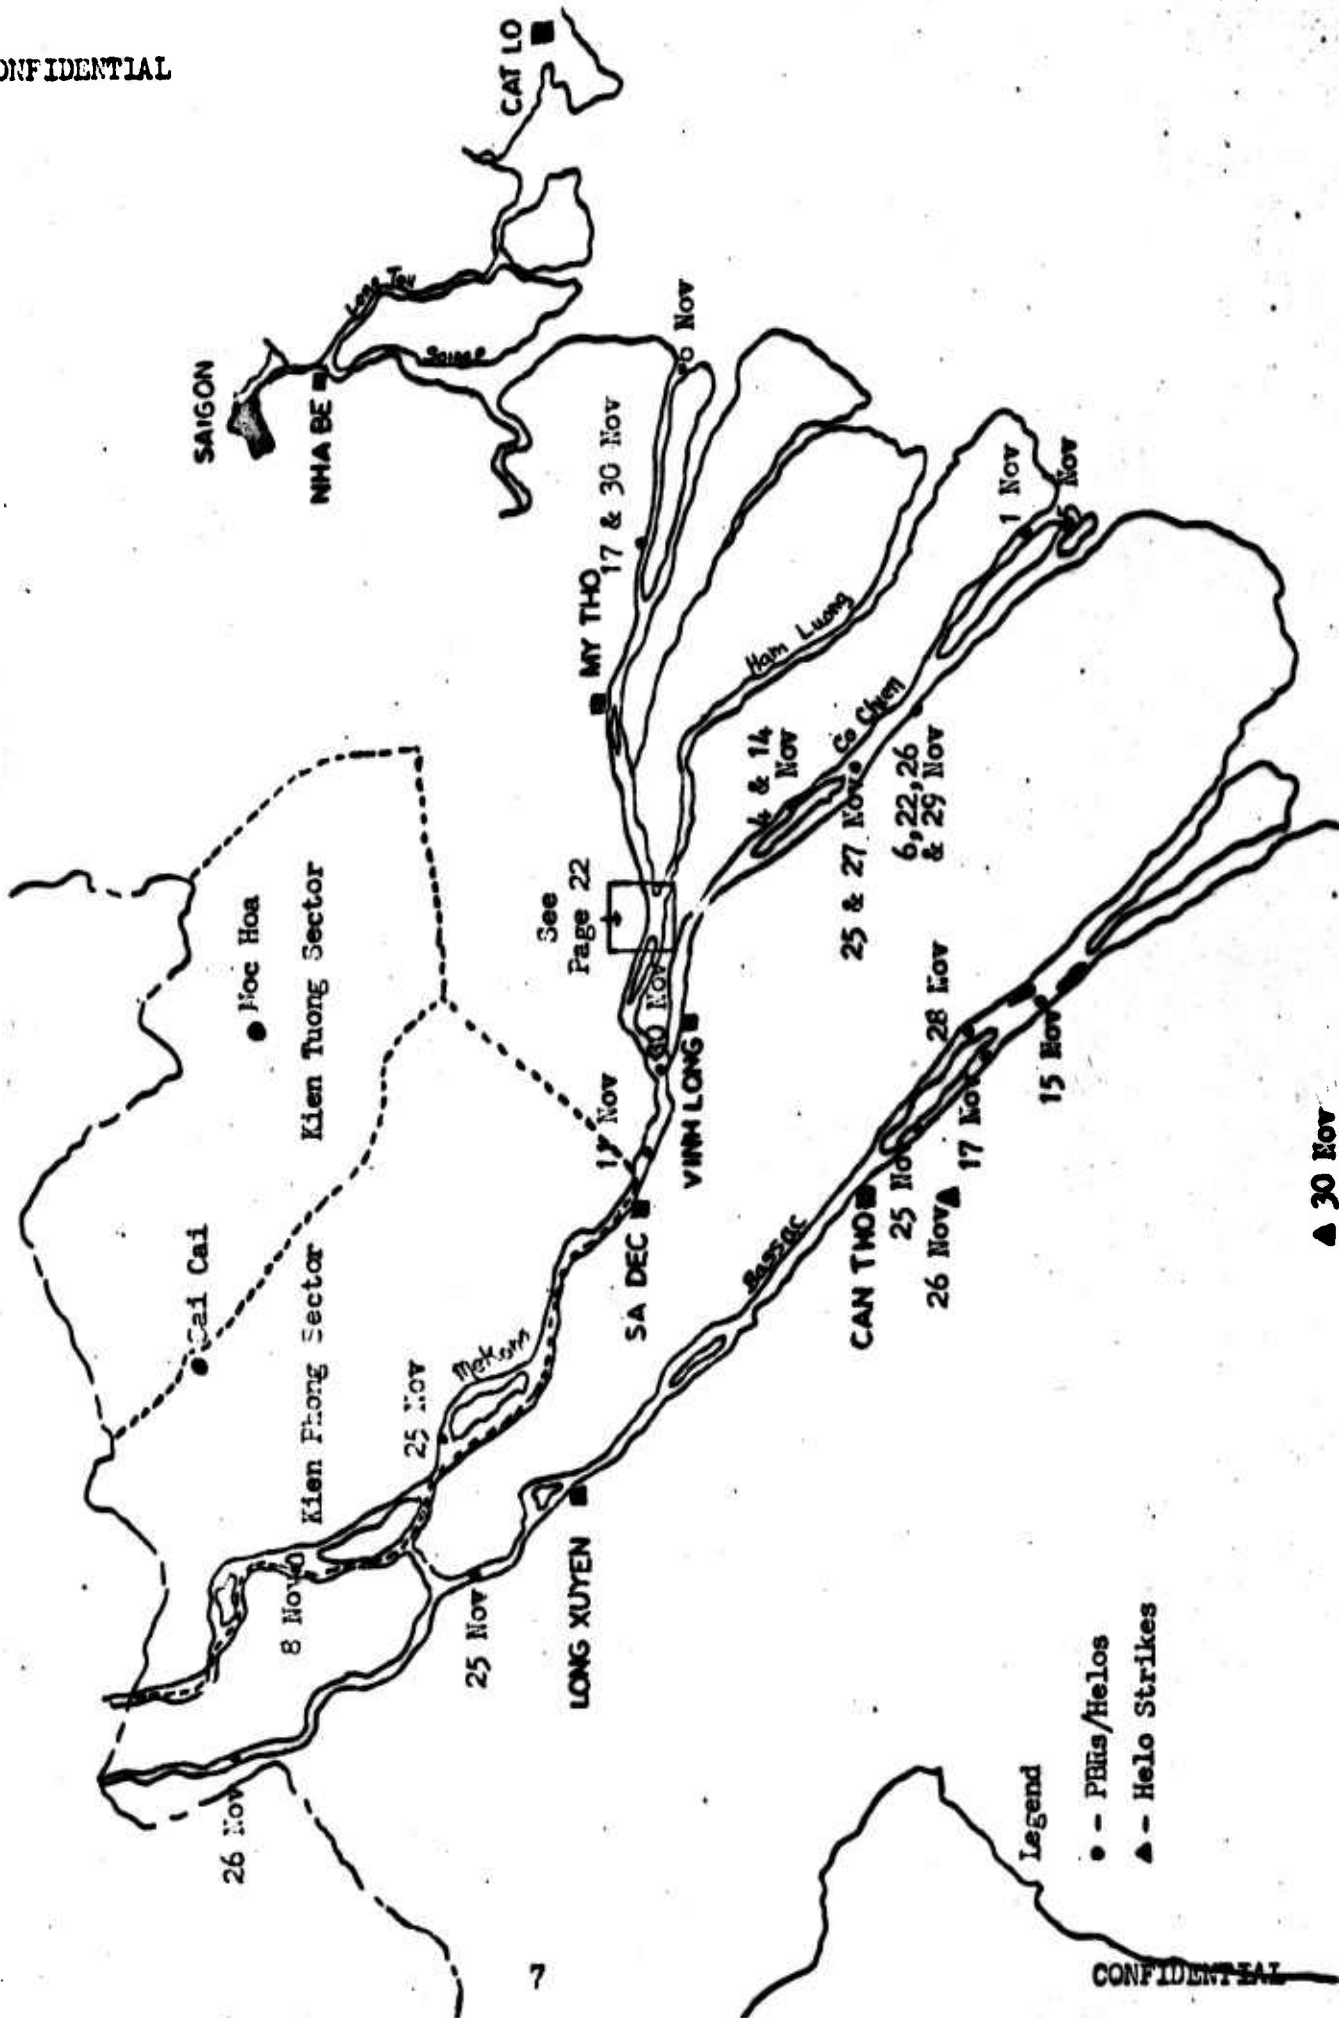 CONFIDENTIAL
CAT LO
SAIGON
NHA BE
Long Tau
Nov
17 & 30 Nov
MY THO
1 Nov
Nov
Ham Luong
Co Chien
4 & 14
Nov
25 & 27 Nov
6,22,26
& 29 Nov
See
Page 22
Moc Hoa
Kien Tuong Sector
Cai Cai
Kien Phong Sector
30 Nov
Nov
VINH LONG
SA DEC
Mekong
25 Nov
8 Nov
25 Nov
26 Nov
LONG XUYEN
Bassac
CAN THO
28 Nov
17 Nov
15 Nov
25 Nov
26 Nov
30 Nov
Legend
• - PBRs/Helos
▲ - Helo Strikes
7
CONFIDENTIAL